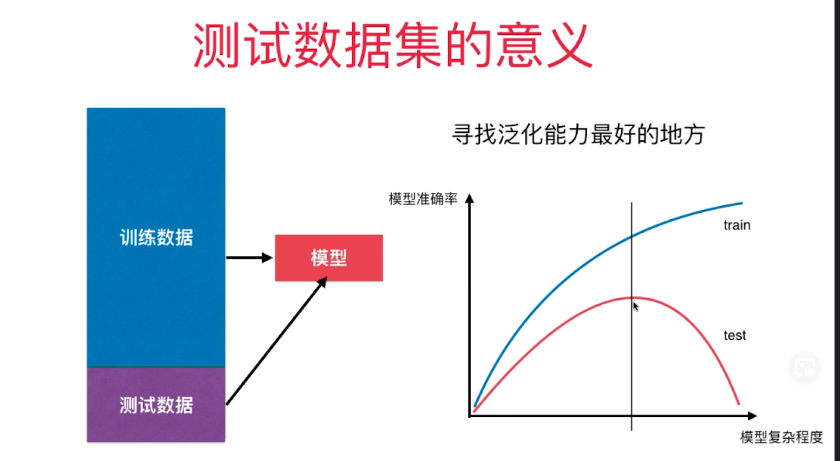 测试数据集的意义
训练数据
测试数据
模型
寻找泛化能力最好的地方
模型准确率
train
test
模型复杂程度